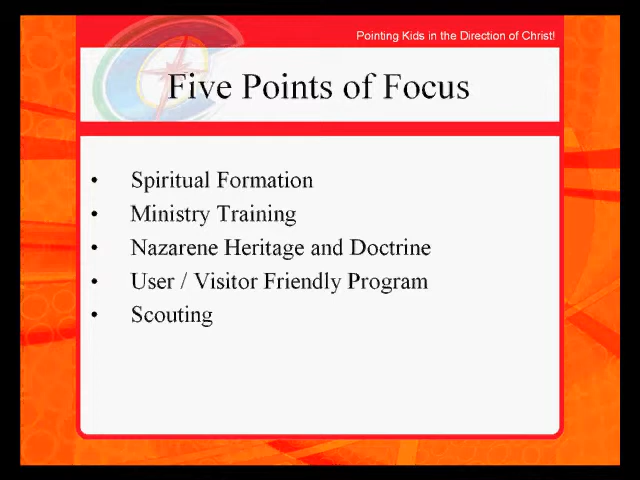 Pointing Kids in the Direction of Christ!
Five Points of Focus
• Spiritual Formation
• Ministry Training
• Nazarene Heritage and Doctrine
• User / Visitor Friendly Program
• Scouting